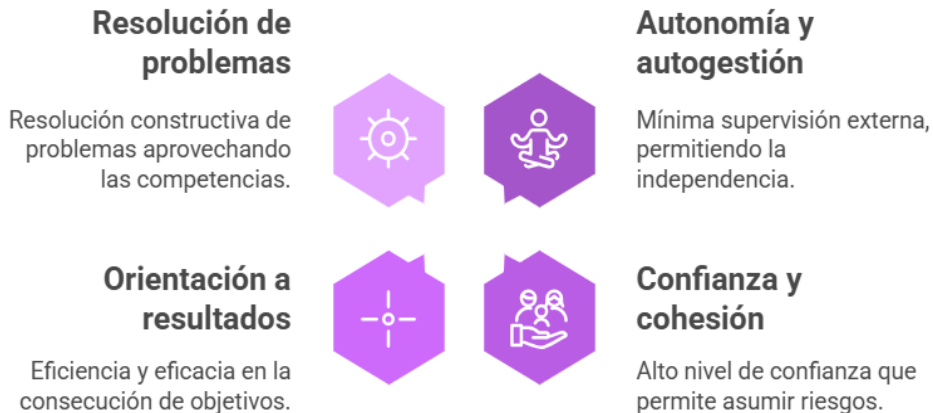 Resolución de
problemas
Resolución constructiva de
problemas aprovechando
las competencias.
Autonomía y
autogestión
Mínima supervisión externa,
permitiendo la
independencia.
Orientación a
resultados
Eficiencia y eficacia en la
consecución de objetivos.
Confianza y
cohesión
Alto nivel de confianza que
permite asumir riesgos.